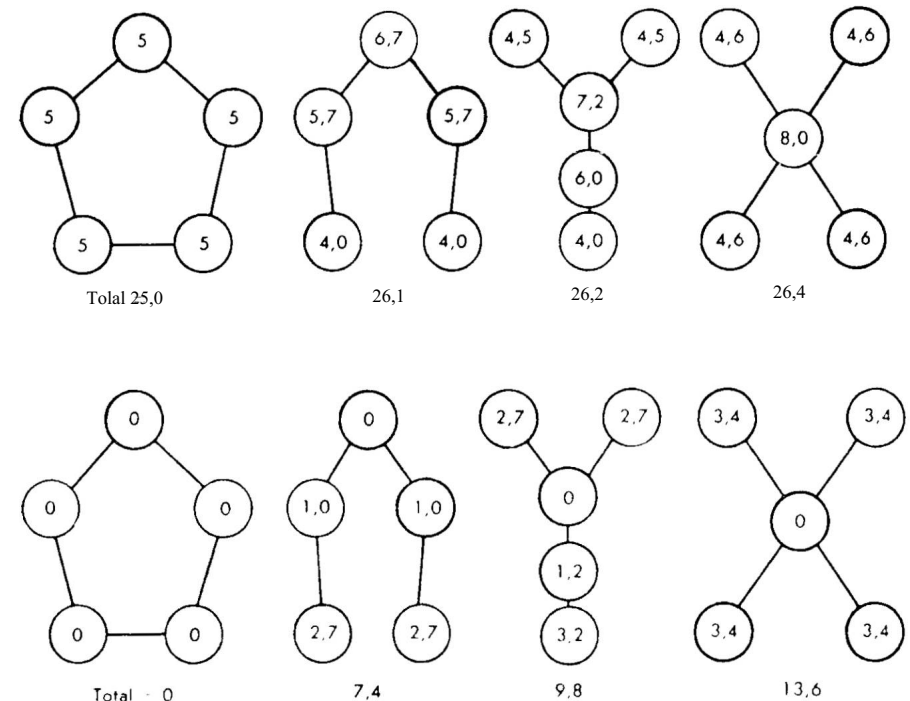 5 6,7 4,5 4,5 4,6 4,6
5 5 5,7 5,7 7,2 8,0
6,0
5 5 4,0 4,0 4,0 4,6 4,6
Tolal 25,0 26,1 26,2 26,4
0 0 2,7 2,7 3,4 3,4
0 0 1,0 1,0 0 0
1,2
0 0 2,7 2,7 3,2 3,4 3,4
Total - 0 7,4 9,8 13,6